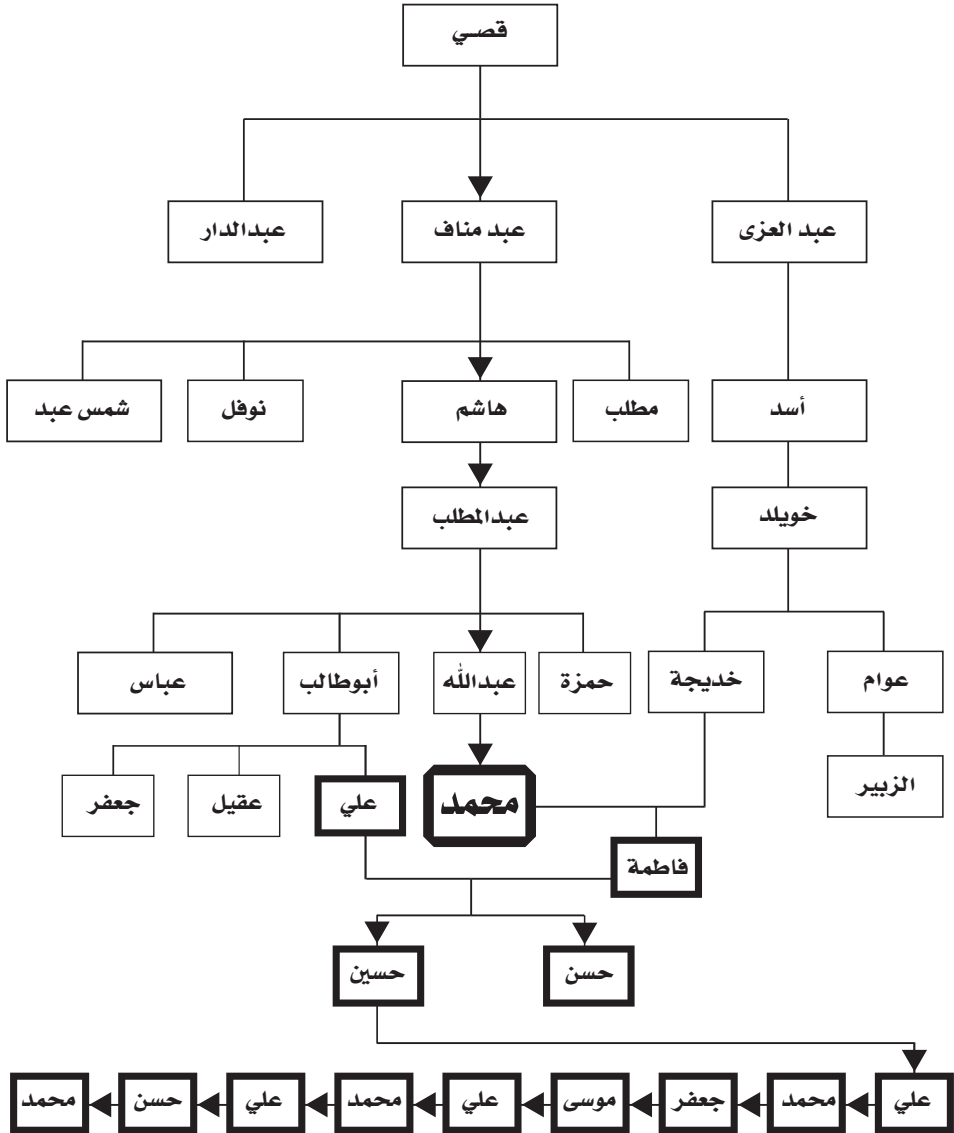 قصي
عبد العزى
عبد مناف
عبدالدار
أسد
مطلب
هاشم
نوفل
شمس عبد
خويلد
عبدالمطلب
عوام
خديجة
حمزة
عبدالله
أبوطالب
عباس
الزبير
محمد
علي
عقيل
جعفر
فاطمة
حسن
حسين
علي
محمد
جعفر
موسى
علي
محمد
علي
حسن
محمد